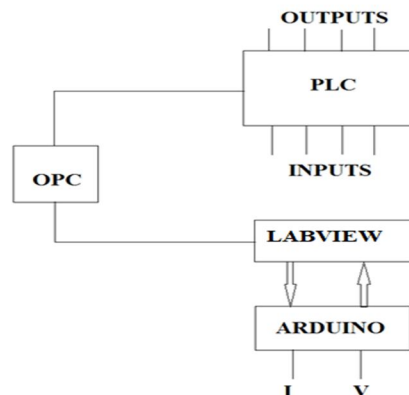 OUTPUTS
PLC
INPUTS
OPC
LABVIEW
ARDUINO
I V